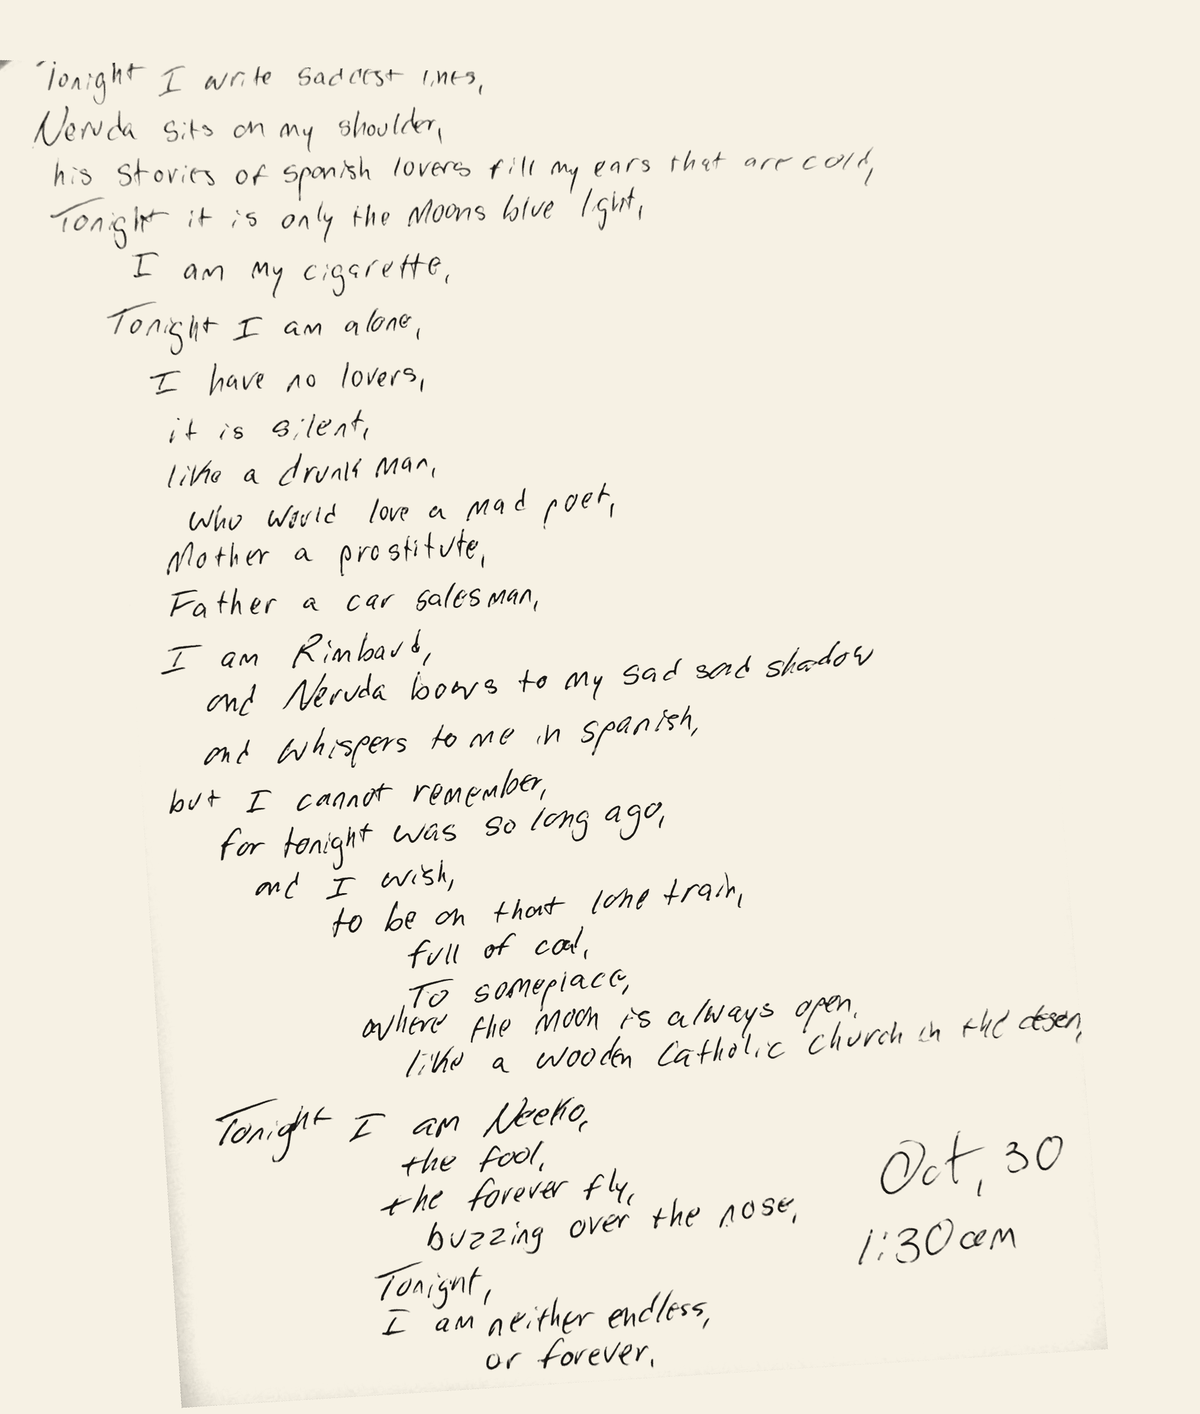 Tonight I write saddest lines,
Neruda sits on my shoulder,
his stories of spanish lovers fill my ears that are cold,
Tonight it is only the Moons blue light,
I am my cigarette,
Tonight I am alone,
I have no lovers,
it is silent,
like a drunk man,
who would love a mad poet,
Mother a prostitute,
Father a car salesman,
I am Rimbaud,
and Neruda bows to my sad sad shadow
and whispers to me in spanish,
but I cannot remember,
for tonight was so long ago,
and I wish,
to be on that lone train,
full of coal,
To someplace,
where the Moon is always open,
like a wooden Catholic church in the
Tonight I am Neeko,
the fool,
the forever fly,
buzzing over the nose,
Oct, 30
1:30am
Tonight,
I am neither endless,
or forever,